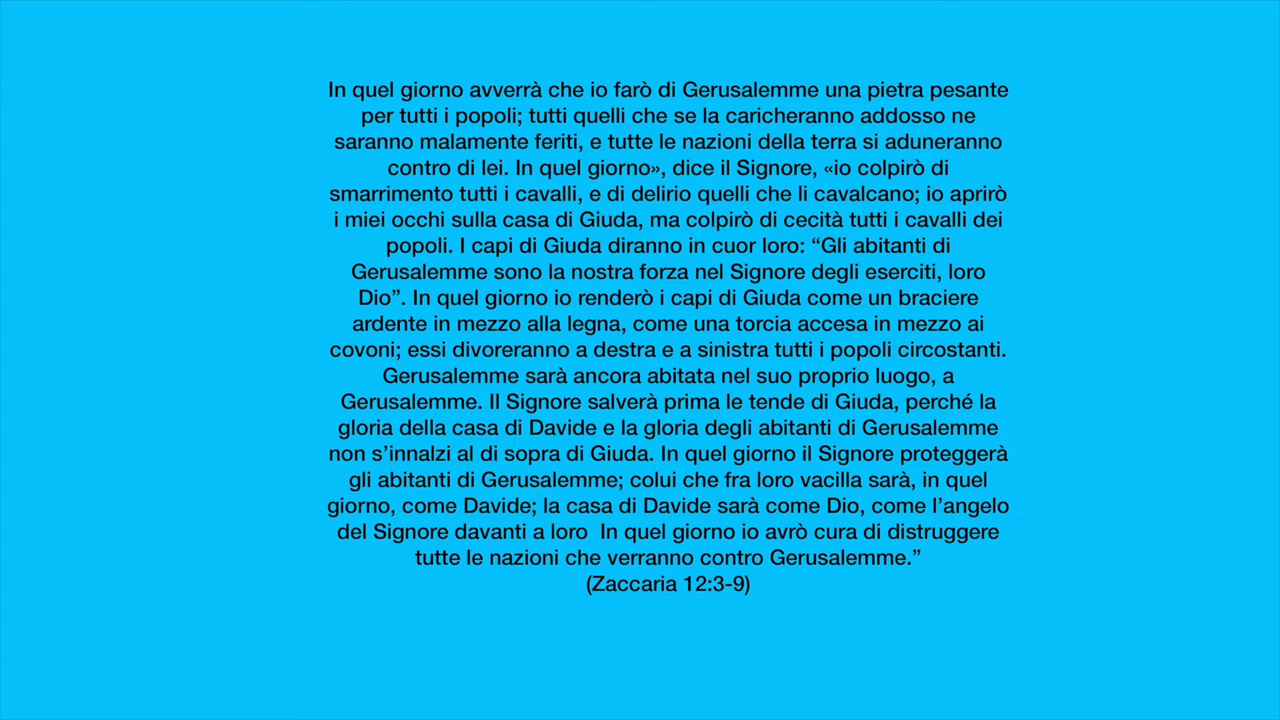 In quel giorno avverrà che io farò di Gerusalemme una pietra pesante
per tutti i popoli; tutti quelli che se la caricheranno addosso ne
saranno malamente feriti, e tutte le nazioni della terra si aduneranno
contro di lei. In quel giorno», dice il Signore, «io colpirò di
smarrimento tutti i cavalli, e di delirio quelli che li cavalcano; io aprirò
i miei occhi sulla casa di Giuda, ma colpirò di cecità tutti i cavalli dei
popoli. I capi di Giuda diranno in cuor loro: “Gli abitanti di
Gerusalemme sono la nostra forza nel Signore degli eserciti, loro
Dio”. In quel giorno io renderò i capi di Giuda come un braciere
ardente in mezzo alla legna, come una torcia accesa in mezzo ai
covoni; essi divoreranno a destra e a sinistra tutti i popoli circostanti.
Gerusalemme sarà ancora abitata nel suo proprio luogo, a
Gerusalemme. Il Signore salverà prima le tende di Giuda, perché la
gloria della casa di Davide e la gloria degli abitanti di Gerusalemme
non s’innalzi al di sopra di Giuda. In quel giorno il Signore proteggerà
gli abitanti di Gerusalemme; colui che fra loro vacilla sarà, in quel
giorno, come Davide; la casa di Davide sarà come Dio, come l’angelo
del Signore davanti a loro  In quel giorno io avrò cura di distruggere
tutte le nazioni che verranno contro Gerusalemme.”
(Zaccaria 12:3-9)